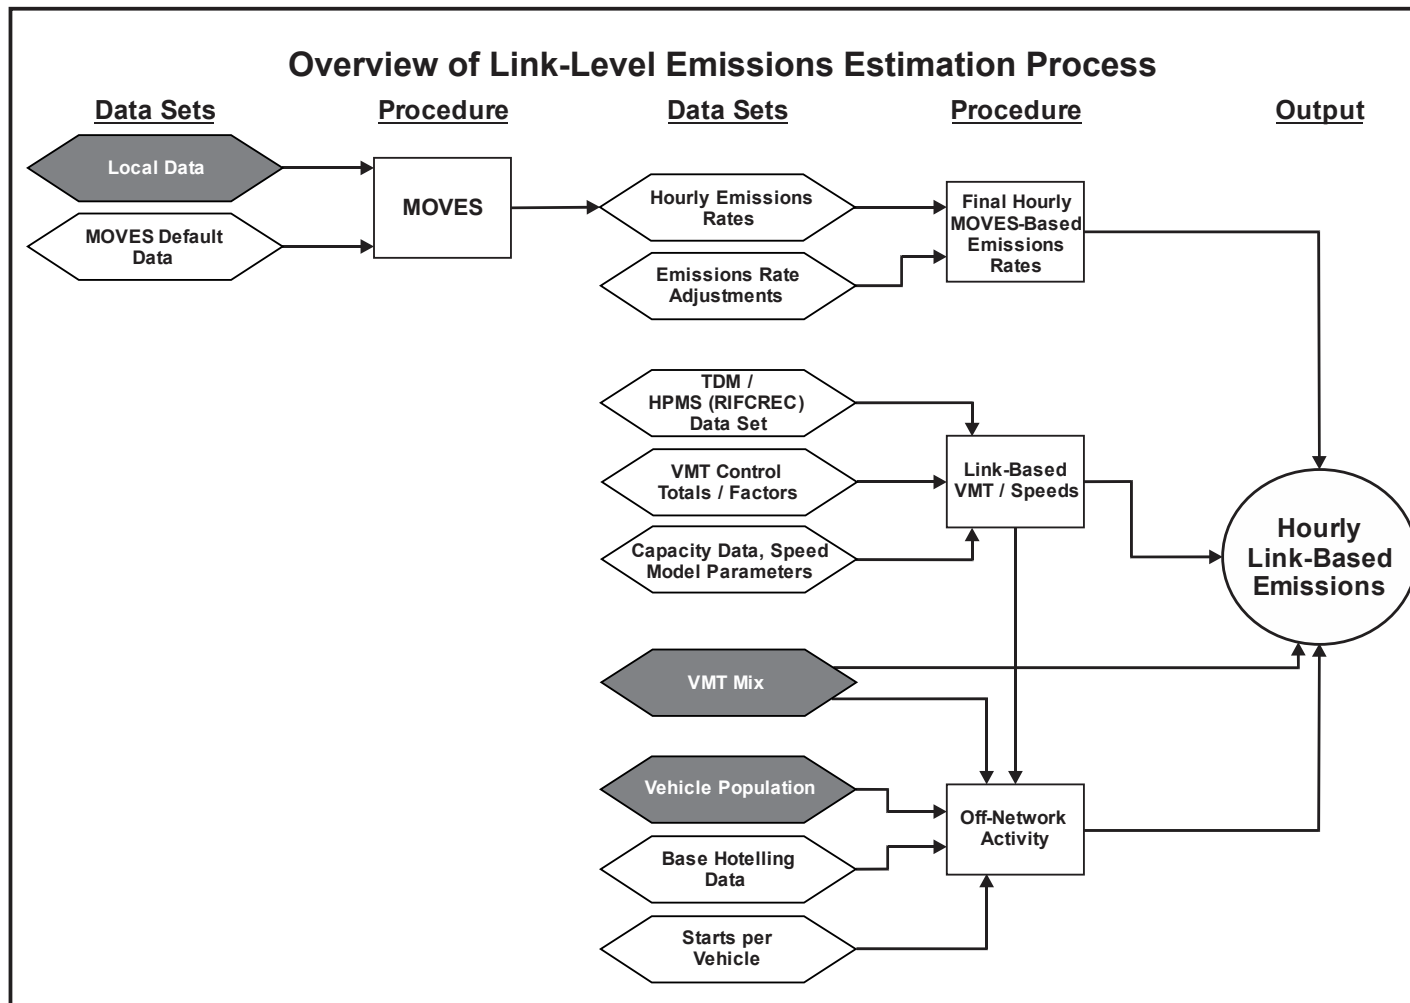 Overview of Link-Level Emissions Estimation Process
Data Sets
Procedure
Data Sets
Procedure
Output
Local Data
MOVES Default
Data
MOVES
Hourly Emissions
Rates
Emissions Rate
Adjustments
Final Hourly
MOVES-Based
Emissions
Rates
TDM /
HPMS (RIFCREC)
Data Set
VMT Control
Totals / Factors
Capacity Data, Speed
Model Parameters
Link-Based
VMT / Speeds
Hourly
Link-Based
Emissions
VMT Mix
Vehicle Population
Base Hotelling
Data
Starts per
Vehicle
Off-Network
Activity